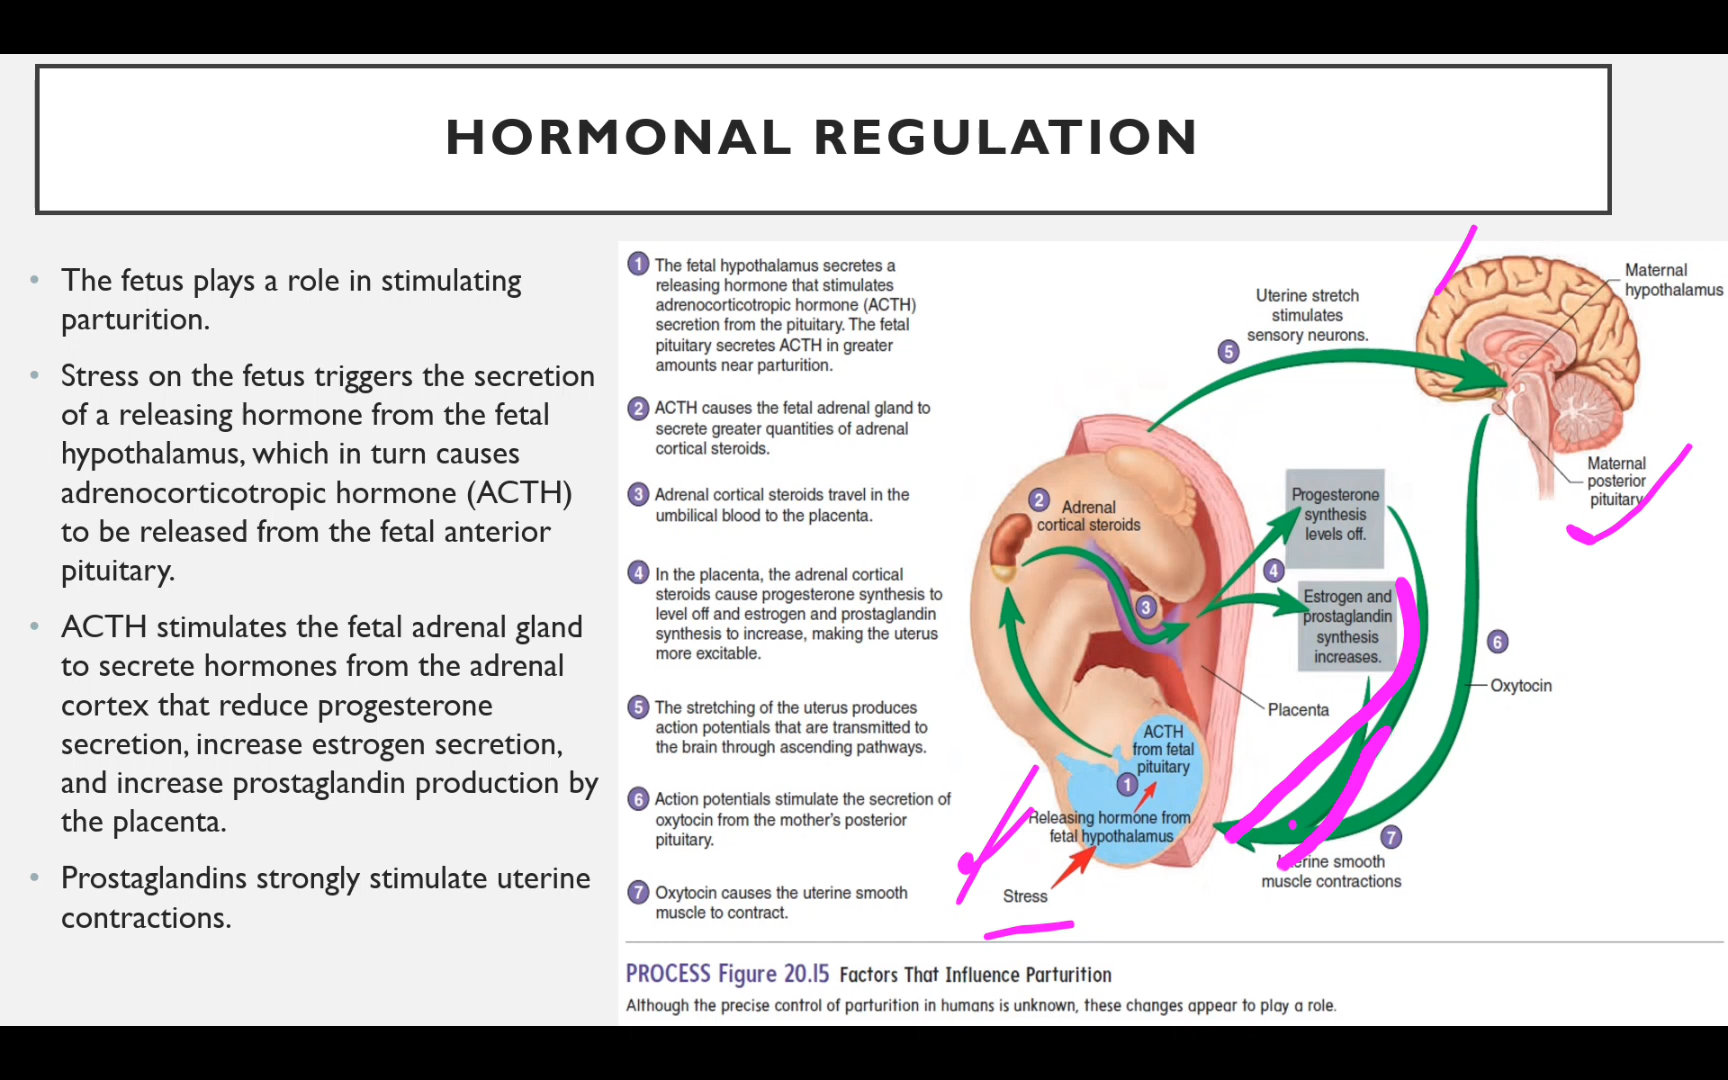 HORMONAL REGULATION
• The fetus plays a role in stimulating
parturition.
• Stress on the fetus triggers the secretion
of a releasing hormone from the fetal
hypothalamus, which in turn causes
adrenocorticotropic hormone (ACTH)
to be released from the fetal anterior
pituitary.
• ACTH stimulates the fetal adrenal gland
to secrete hormones from the adrenal
cortex that reduce progesterone
secretion, increase estrogen secretion,
and increase prostaglandin production by
the placenta.
• Prostaglandins strongly stimulate uterine
contractions.
1 The fetal hypothalamus secretes a
releasing hormone that stimulates
adrenocorticotropic hormone (ACTH)
secretion from the pituitary. The fetal
pituitary secretes ACTH in greater
amounts near parturition.
2 ACTH causes the fetal adrenal gland to
secrete greater quantities of adrenal
cortical steroids.
3 Adrenal cortical steroids travel in the
umbilical blood to the placenta.
4 In the placenta, the adrenal cortical
steroids cause progesterone synthesis to
level off and estrogen and prostaglandin
synthesis to increase, making the uterus
more excitable.
5 The stretching of the uterus produces
action potentials that are transmitted to
the brain through ascending pathways.
6 Action potentials stimulate the secretion of
oxytocin from the mother's posterior
pituitary.
7 Oxytocin causes the uterine smooth
muscle to contract.
Uterine stretch
stimulates
sensory neurons.
5
Maternal
hypothalamus
Maternal
posterior
pituitary
2
Adrenal
cortical steroids
3
Progesterone
synthesis
levels off.
4
Estrogen and
prostaglandin
synthesis
increases.
6
Oxytocin
Placenta
ACTH
from fetal
pituitary
1
Releasing hormone from
fetal hypothalamus
Stress
7
Uterine smooth
muscle contractions
PROCESS Figure 20.15 Factors That Influence Parturition
Although the precise control of parturition in humans is unknown, these changes appear to play a role.